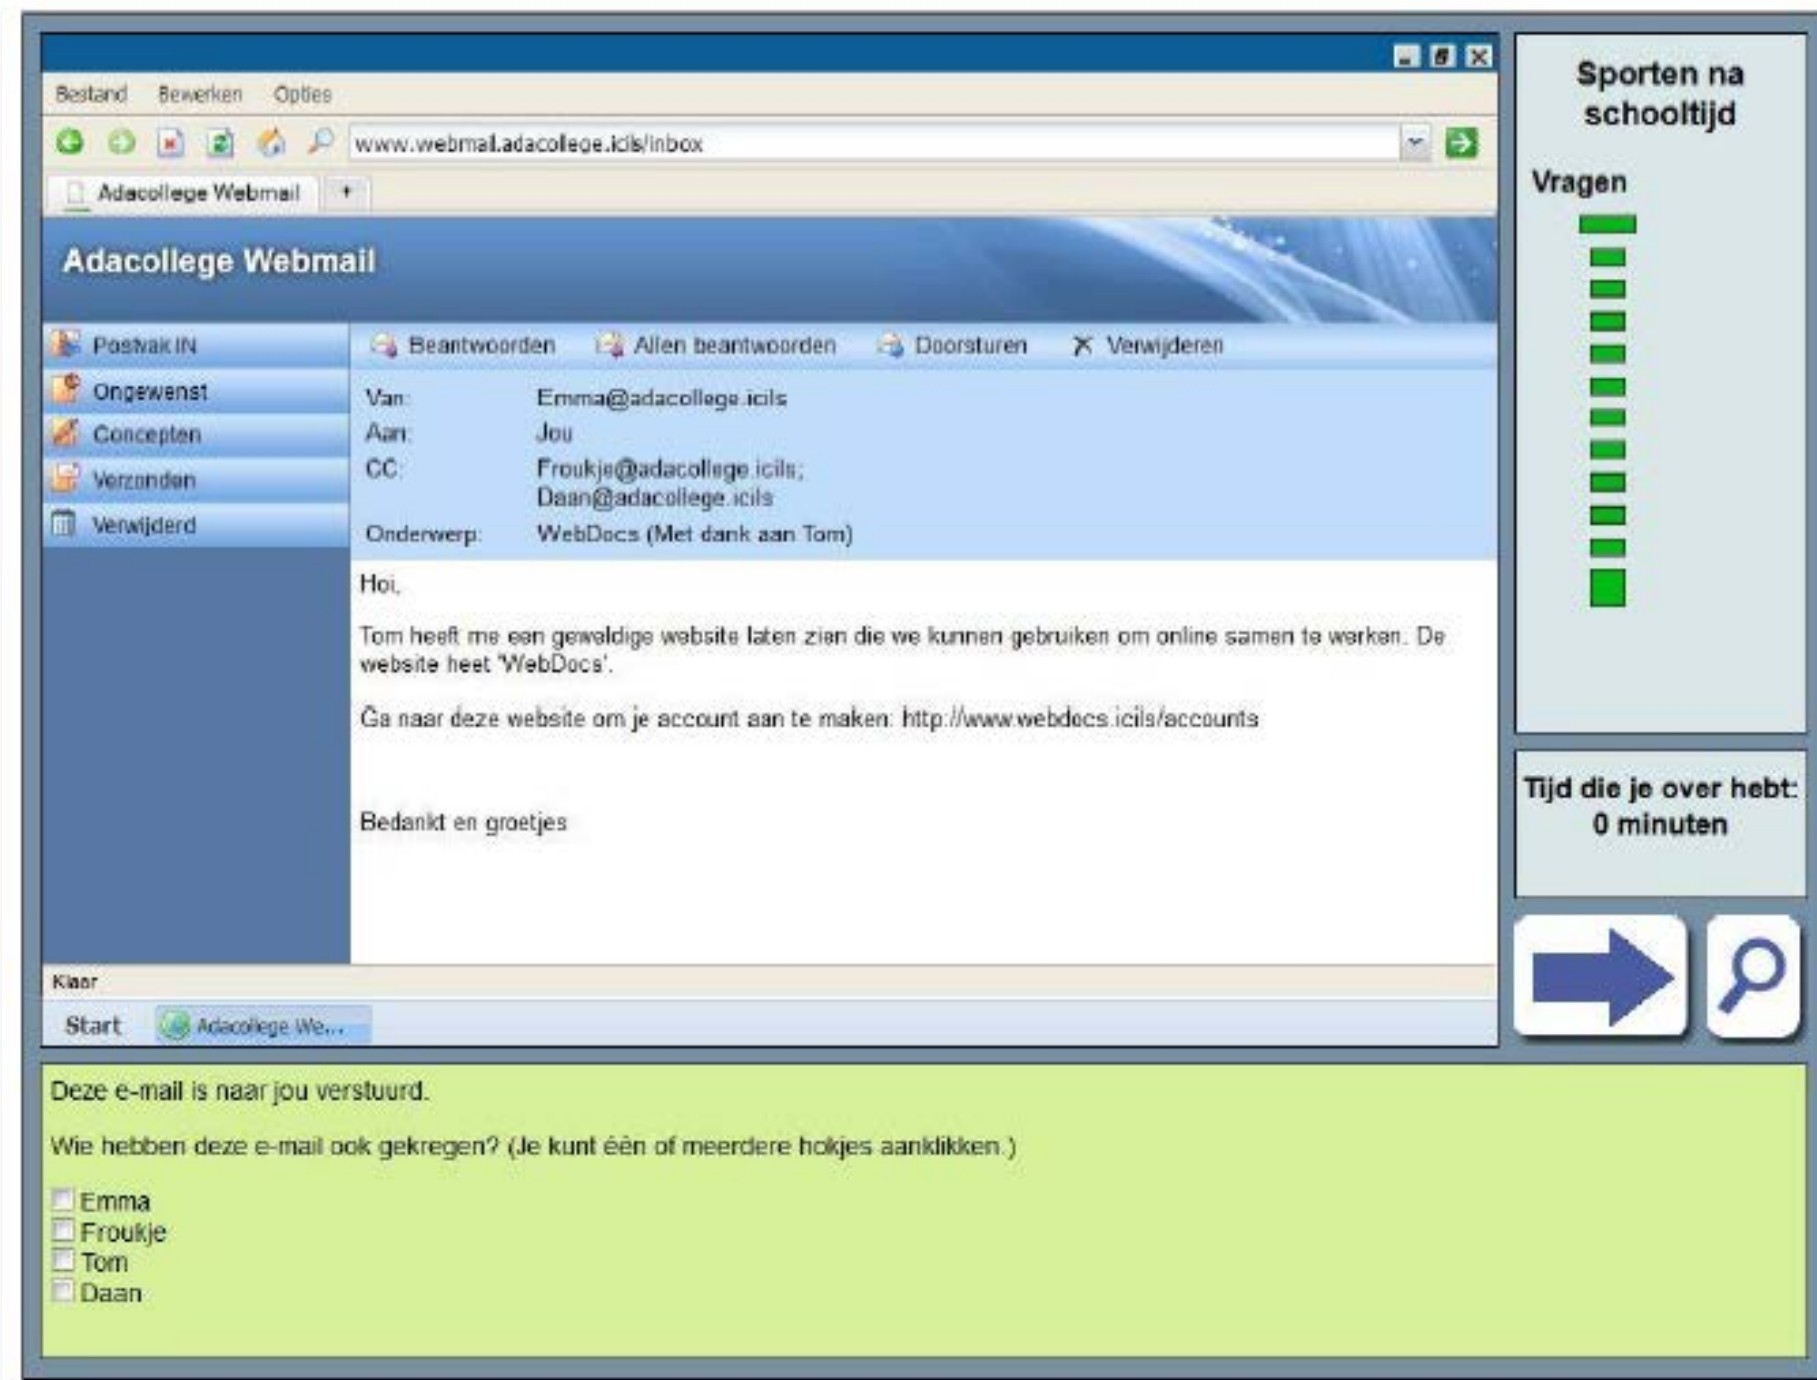 Bestand Bewerken Opties
www.webmail.adacollege.icils/inbox
Adacollege Webmail +
Adacollege Webmail
Postvak IN
Ongewenst
Concepten
Verzonden
Verwijderd
Beantwoorden Allen beantwoorden Doorsturen Verwijderen
Van: Emma@adacollege.icils
Aan: Jou
CC: Froukje@adacollege.icils;
Daan@adacollege.icils
Onderwerp: WebDocs (Met dank aan Tom)
Hoi,
Tom heeft me een geweldige website laten zien die we kunnen gebruiken om online samen te werken. De
website heet 'WebDocs'.
Ga naar deze website om je account aan te maken: http://www.webdocs.icils/accounts
Bedankt en groetjes
Klaar
Start Adacollege We...
Sporten na
schooltijd
Vragen
Tijd die je over hebt:
0 minuten
Deze e-mail is naar jou verstuurd.
Wie hebben deze e-mail ook gekregen? (Je kunt één of meerdere hokjes aanklikken.)
Emma
Froukje
Tom
Daan